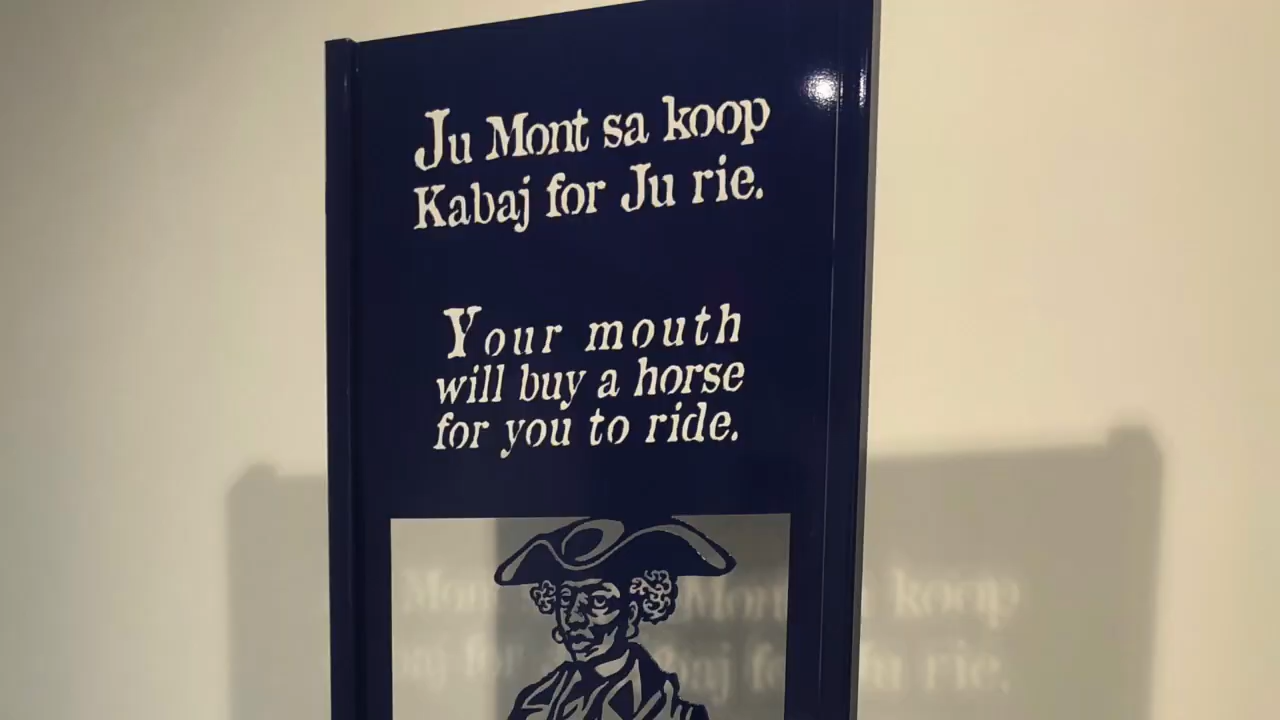 Ju Mont sa koop
Kabaj for Ju rie.
Your mouth
will buy a horse
for you to ride.